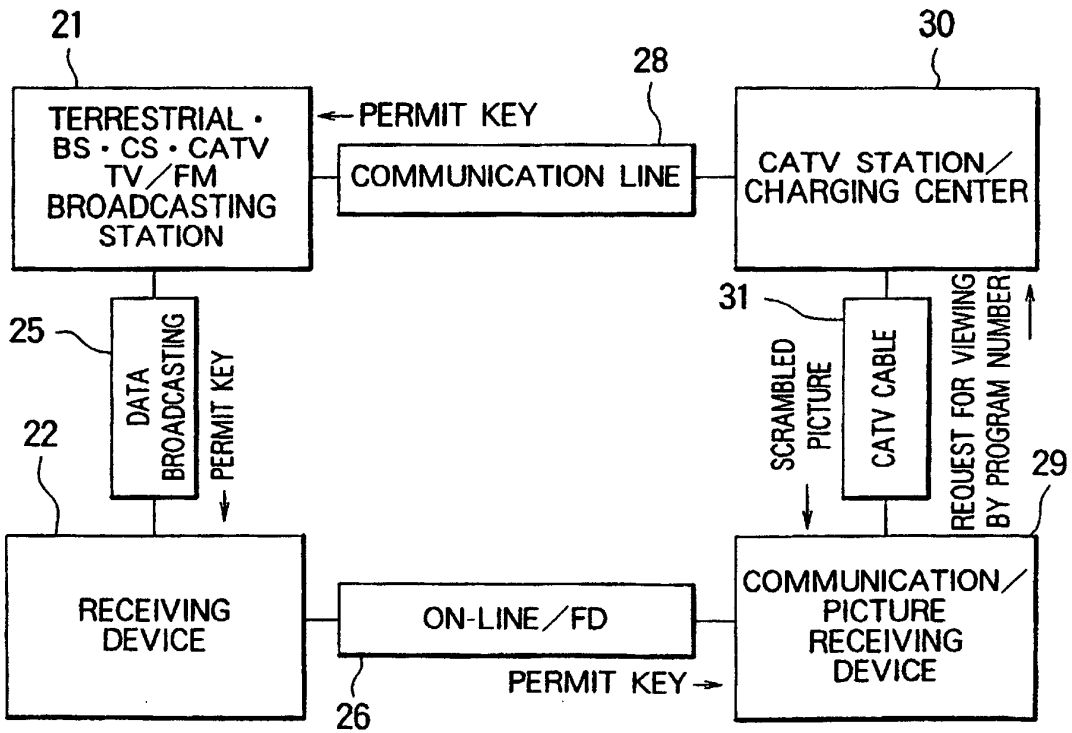 21
30
28
TERRESTRIAL・
BS・CS・CATV
TV/FM
BROADCASTING
STATION
←PERMIT KEY
COMMUNICATION LINE
CATV STATION/
CHARGING CENTER
25
DATA
BROADCASTING
PERMIT KEY
↓
31
SCRAMBLED
PICTURE
↓
CATV CABLE
REQUEST FOR VIEWING
BY PROGRAM NUMBER
↑
22
29
RECEIVING
DEVICE
ON-LINE/FD
COMMUNICATION/
PICTURE
RECEIVING
DEVICE
PERMIT KEY→
26